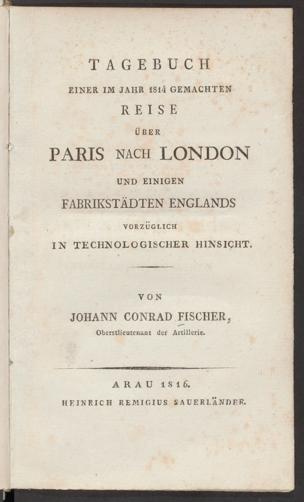 TAGEBUCH
EINER IM JAHR 1814 GEMACHTEN
REISE
ÜBER
PARIS NACH LONDON
UND EINIGEN
FABRIKSTÄDTEN ENGLANDS
VORZÜGLICH
IN TECHNOLOGISCHER HINSICHT.
VON
JOHANN CONRAD FISCHER,
Oberstlieutenant der Artillerie.
ARAU 1816.
HEINRICH REMIGIUS SAUERLÄNDER.